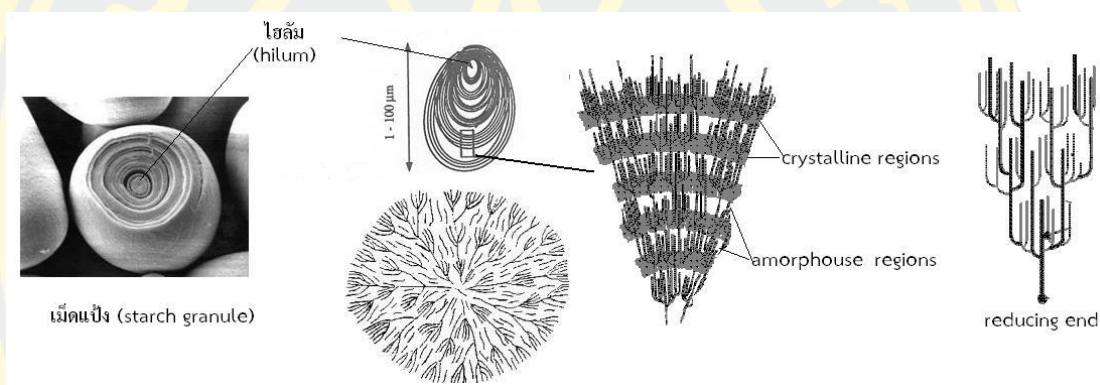 ไฮลัม
(hilum)
1 - 100 μm
crystalline regions
amorphouse regions
เม็ดแป้ง (starch granule)
reducing end